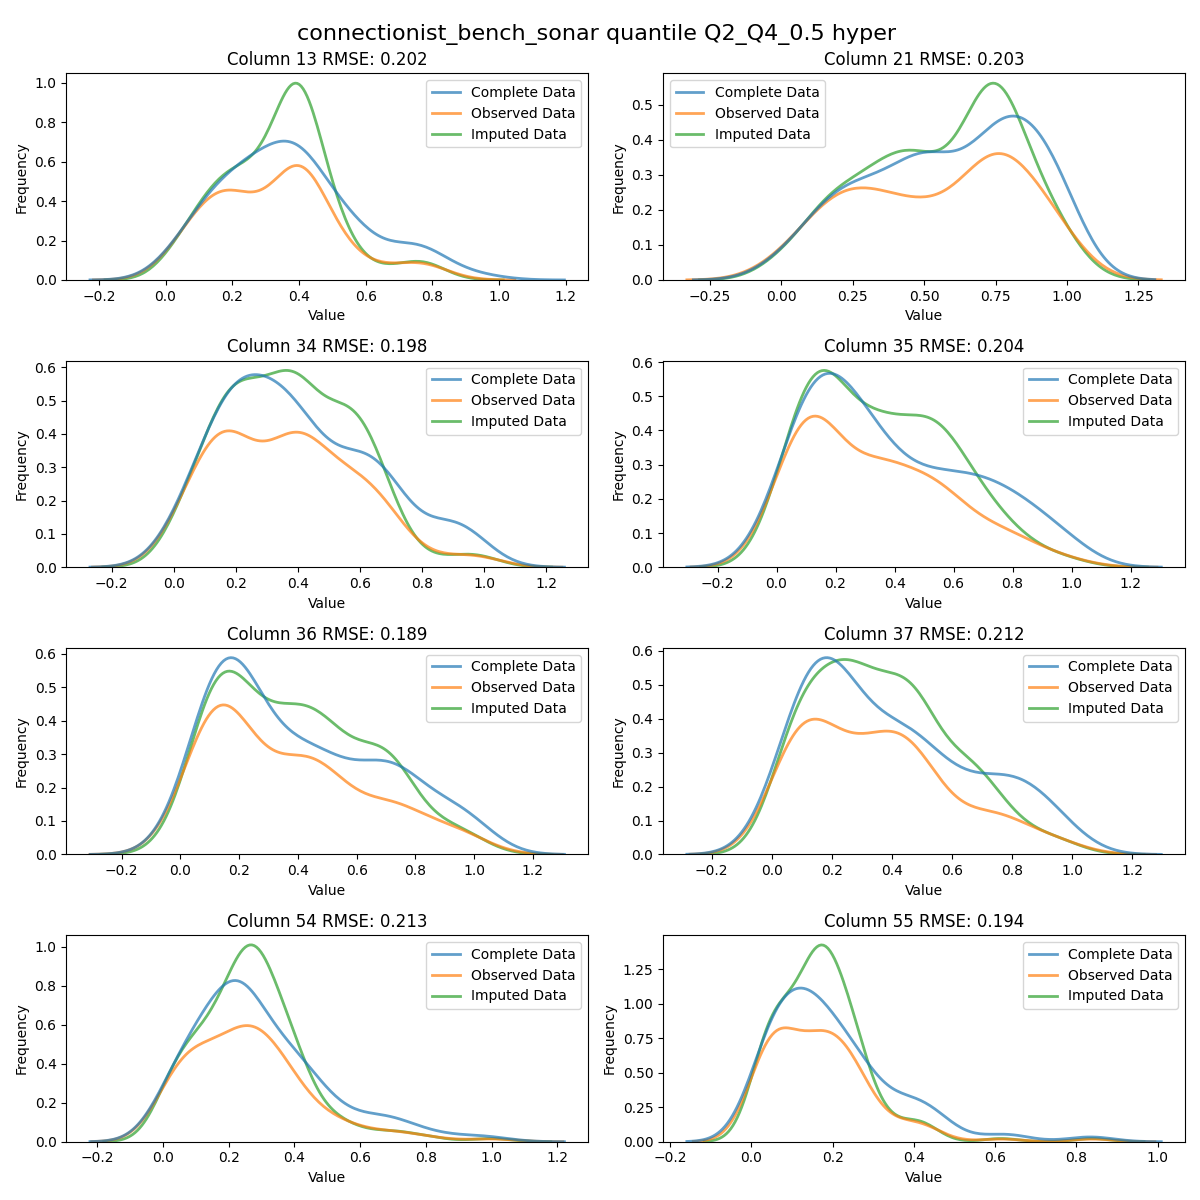 connectionist_bench_sonar quantile Q2_Q4_0.5 hyper
Column 13 RMSE: 0.202
Frequency
1.0
0.8
0.6
0.4
0.2
0.0
Complete Data
Observed Data
Imputed Data
−0.2 0.0 0.2 0.4 0.6 0.8 1.0 1.2
Value
Column 21 RMSE: 0.203
Frequency
0.5
0.4
0.3
0.2
0.1
0.0
Complete Data
Observed Data
Imputed Data
−0.25 0.00 0.25 0.50 0.75 1.00 1.25
Value
Column 34 RMSE: 0.198
Frequency
0.6
0.5
0.4
0.3
0.2
0.1
0.0
Complete Data
Observed Data
Imputed Data
−0.2 0.0 0.2 0.4 0.6 0.8 1.0 1.2
Value
Column 35 RMSE: 0.204
Frequency
0.6
0.5
0.4
0.3
0.2
0.1
0.0
Complete Data
Observed Data
Imputed Data
−0.2 0.0 0.2 0.4 0.6 0.8 1.0 1.2
Value
Column 36 RMSE: 0.189
Frequency
0.6
0.5
0.4
0.3
0.2
0.1
0.0
Complete Data
Observed Data
Imputed Data
−0.2 0.0 0.2 0.4 0.6 0.8 1.0 1.2
Value
Column 37 RMSE: 0.212
Frequency
0.6
0.5
0.4
0.3
0.2
0.1
0.0
Complete Data
Observed Data
Imputed Data
−0.2 0.0 0.2 0.4 0.6 0.8 1.0 1.2
Value
Column 54 RMSE: 0.213
Frequency
1.0
0.8
0.6
0.4
0.2
0.0
Complete Data
Observed Data
Imputed Data
−0.2 0.0 0.2 0.4 0.6 0.8 1.0 1.2
Value
Column 55 RMSE: 0.194
Frequency
1.25
1.00
0.75
0.50
0.25
0.00
Complete Data
Observed Data
Imputed Data
−0.2 0.0 0.2 0.4 0.6 0.8 1.0
Value